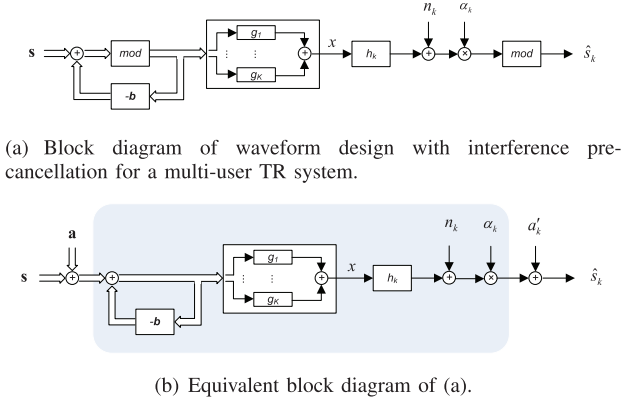 n_k α_k
s + mod g_1 ⋮ ⋮ g_K + x h_k + × mod ŝ_k
-b
(a) Block diagram of waveform design with interference pre-
cancellation for a multi-user TR system.
a n_k α_k a′_k
s + + g_1 ⋮ ⋮ g_K + x h_k + × + ŝ_k
-b
(b) Equivalent block diagram of (a).